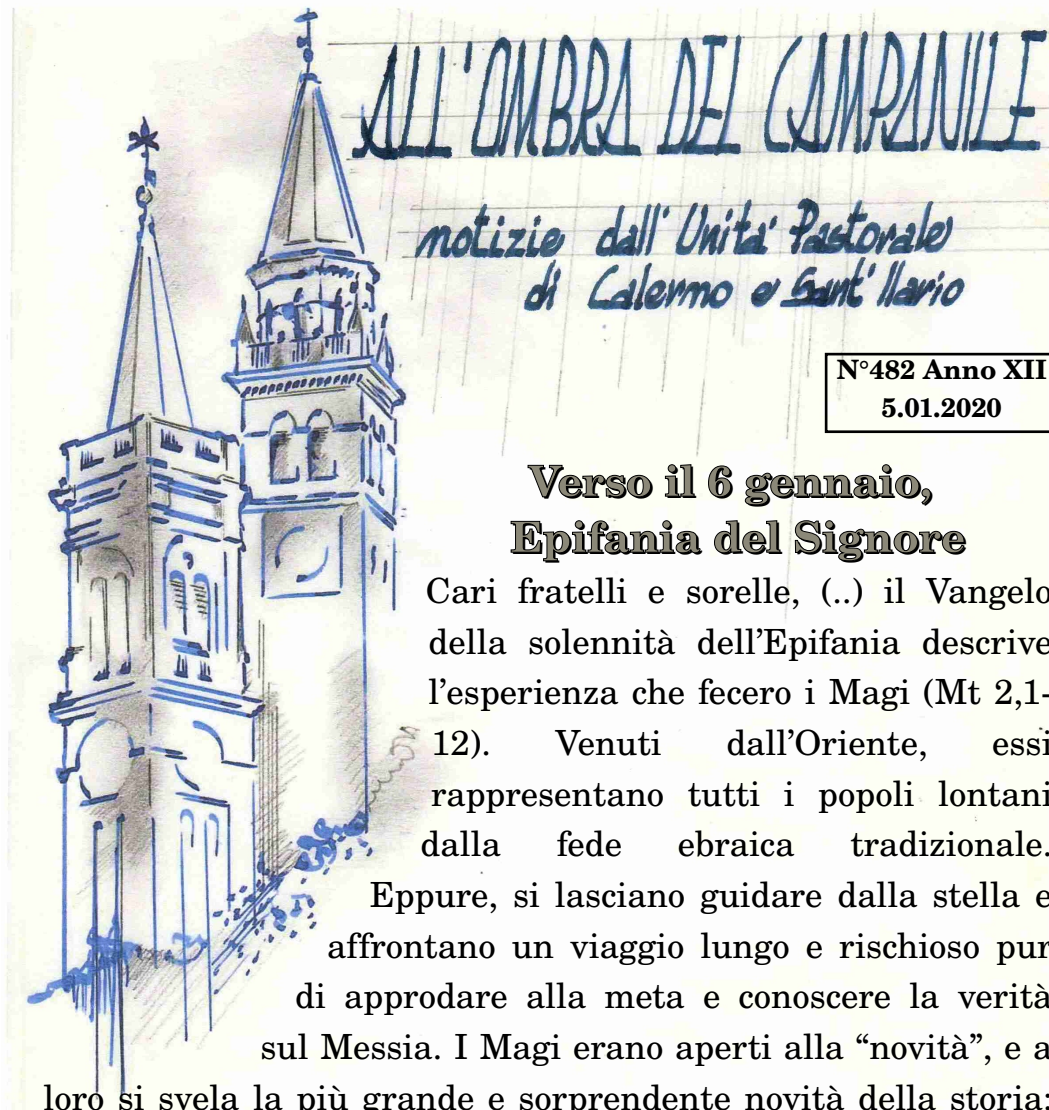 ALL'OMBRA DEL CAMPANILE
notizie dall'Unita' Pastorale
di Calerno e Sant'Ilario
N°482 Anno XII
5.01.2020
Verso il 6 gennaio,
Epifania del Signore
Cari fratelli e sorelle, (..) il Vangelo
della solennità dell'Epifania descrive
l'esperienza che fecero i Magi (Mt 2,1-
12). Venuti dall'Oriente, essi
rappresentano tutti i popoli lontani
dalla fede ebraica tradizionale.
Eppure, si lasciano guidare dalla stella e
affrontano un viaggio lungo e rischioso pur
di approdare alla meta e conoscere la verità
sul Messia. I Magi erano aperti alla “novità”, e a
loro si svela la più grande e sorprendente novità della storia: